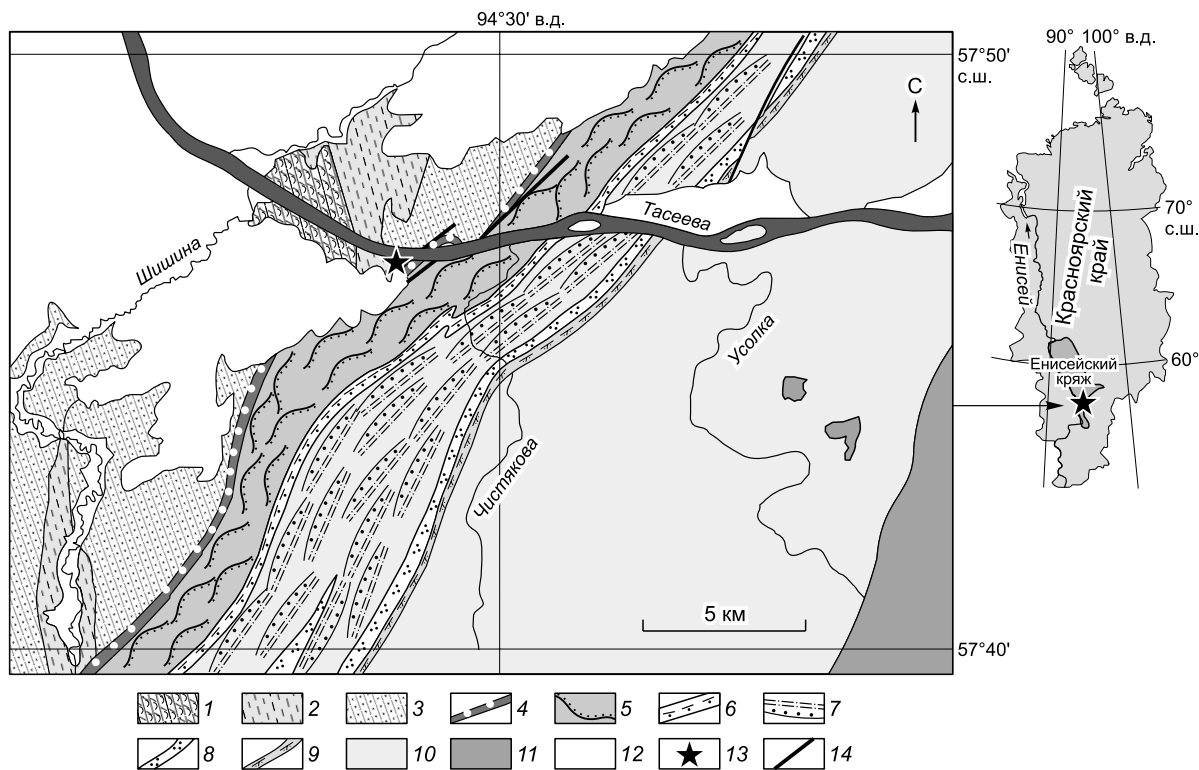 94°30' в.д.
57°50'
с.ш.
С
Тасеева
Шишина
Усолка
Чистякова
5 км
57°40'
90° 100° в.д.
70°
с.ш.
Енисей
Красноярский
край
60°
Енисейский
кряж
1 2 3 4 5 6 7
8 9 10 11 12 13 14